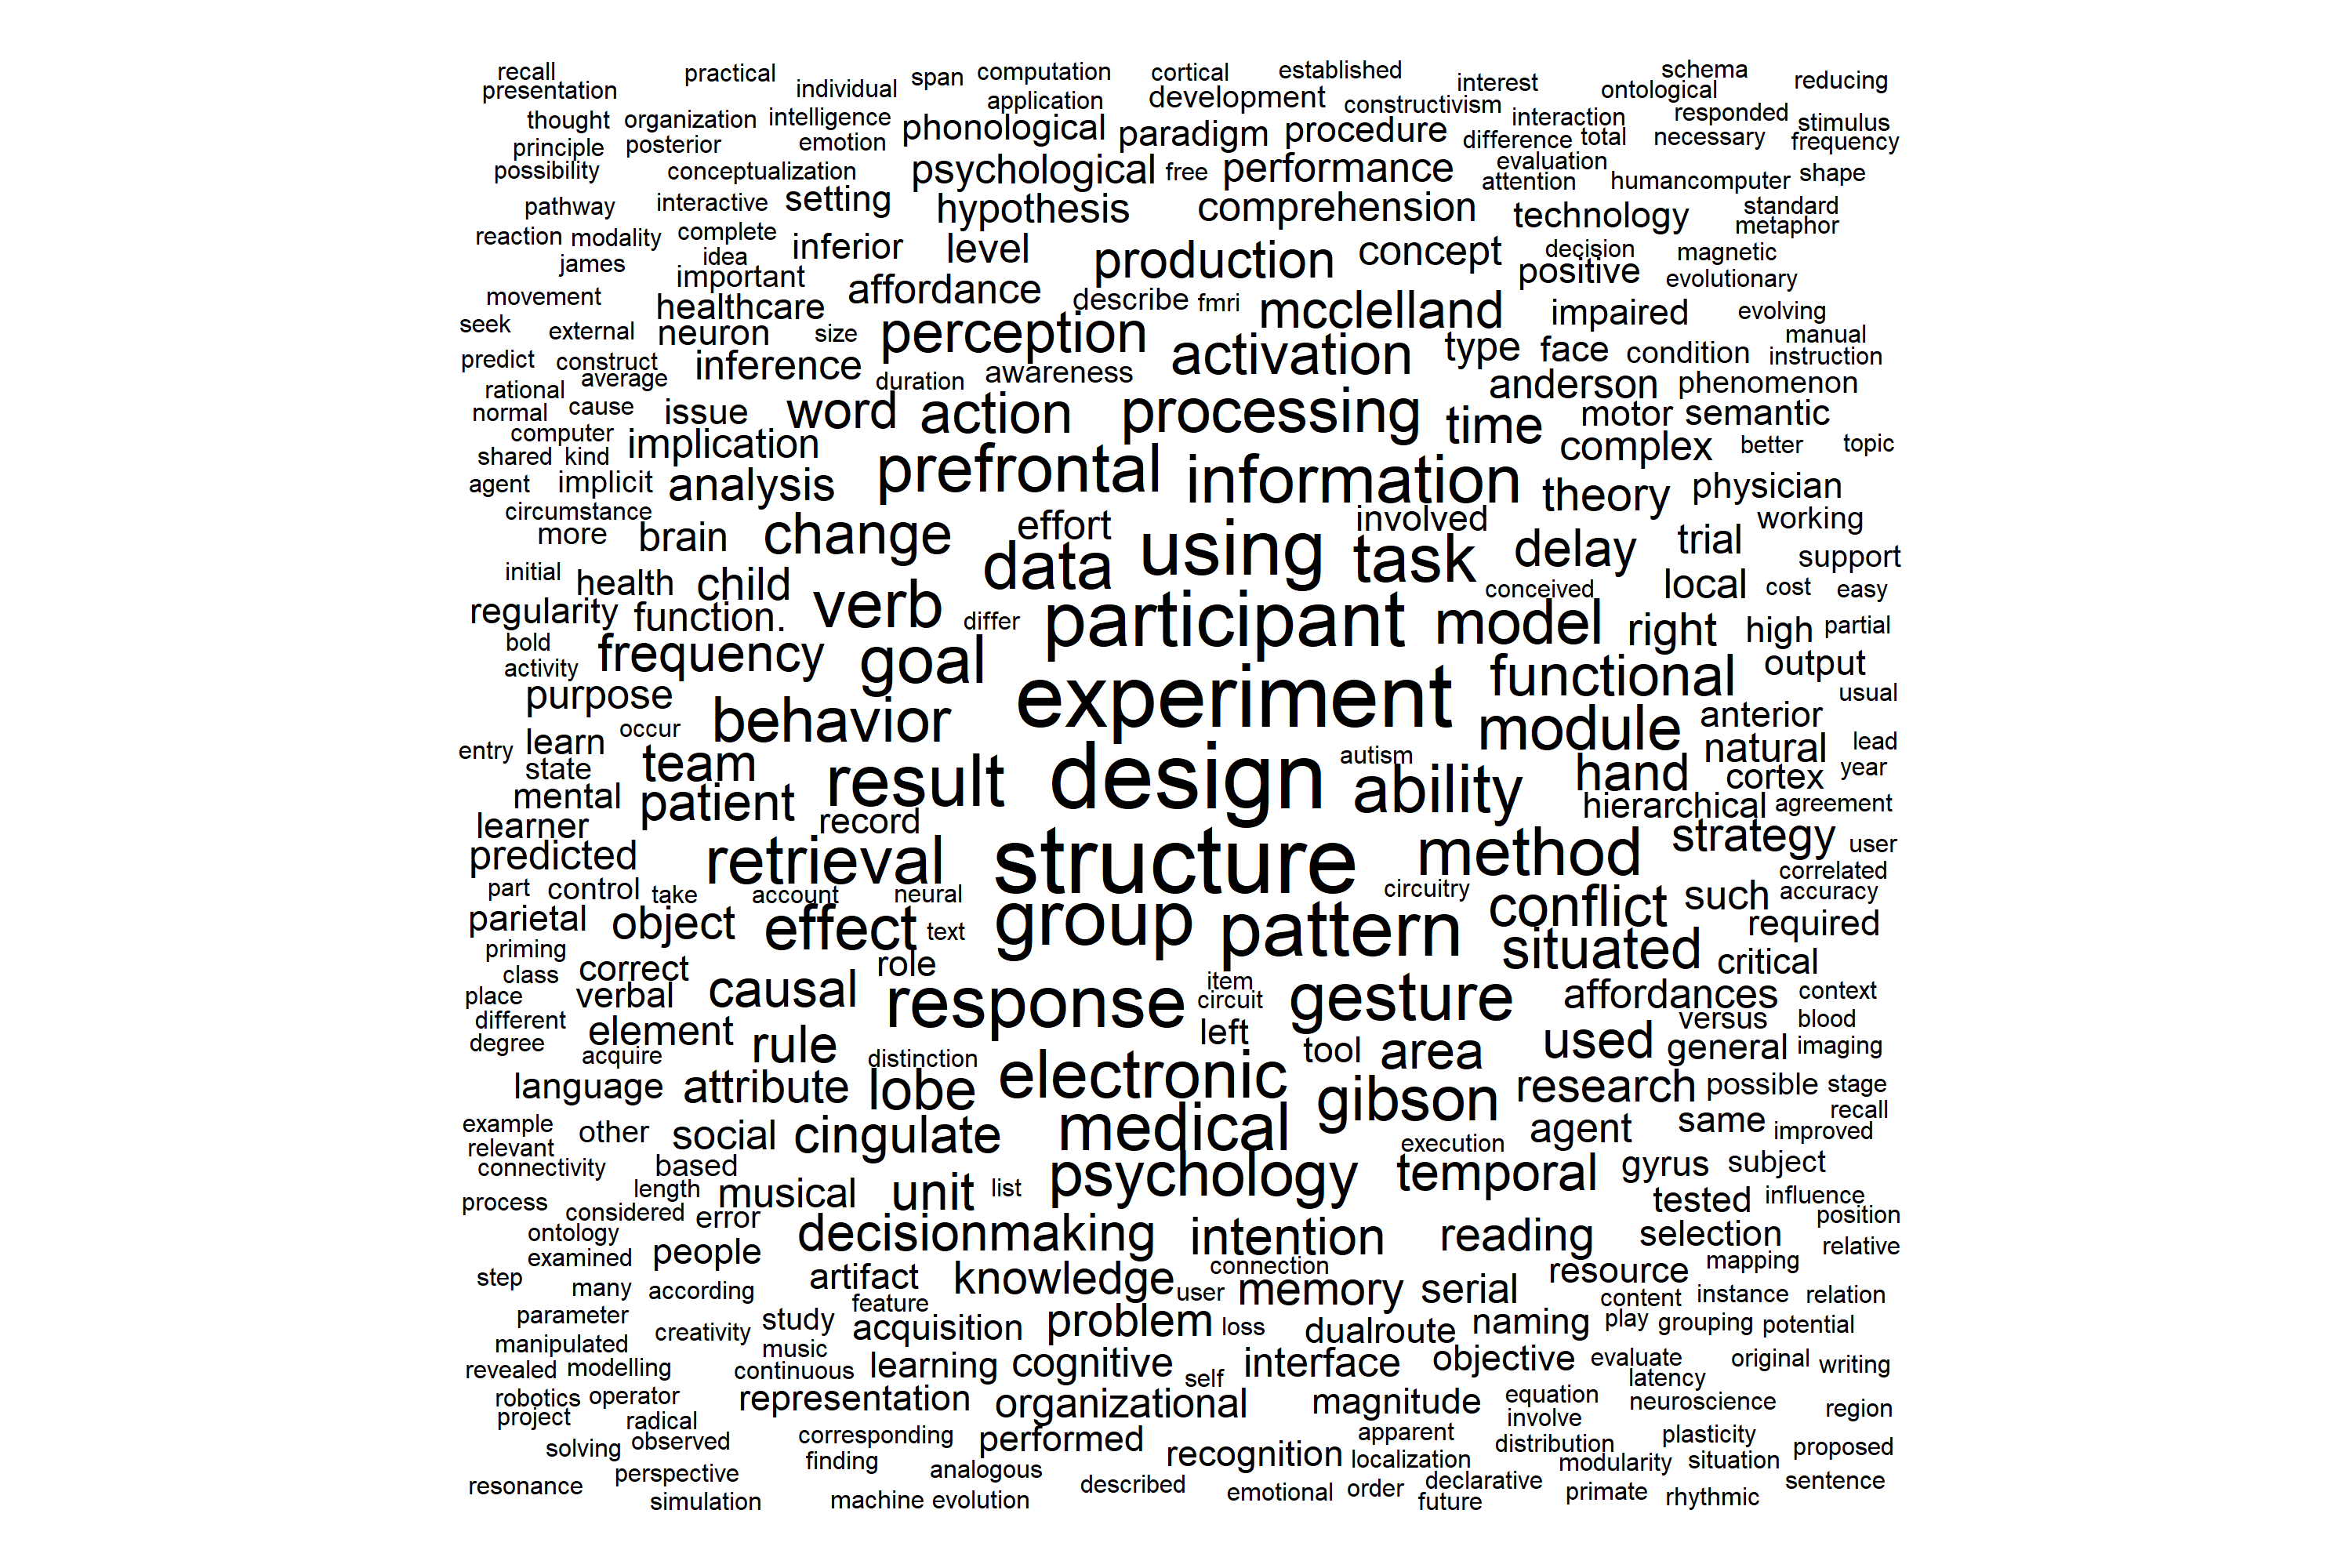 recall practical individual span computation cortical established interest schema reducing
presentation application development constructivism ontological
thought organization intelligence phonological paradigm procedure interaction responded stimulus
principle posterior emotion difference total necessary frequency
possibility conceptualization psychological free performance evaluation
attention humancomputer shape
pathway interactive setting hypothesis comprehension technology standard
metaphor
reaction modality complete inferior level production concept decision magnetic
james idea positive evolutionary
important
movement healthcare affordance describe fmri mcclelland impaired evolving
seek external neuron size perception manual
predict construct inference activation type face condition instruction
rational average duration awareness anderson phenomenon
normal cause issue word action processing time motor semantic
computer implication complex better topic
shared kind
agent implicit analysis prefrontal information theory physician
circumstance effort involved working
more brain change data using task delay trial support
initial health child conceived local cost easy
regularity function. verb differ participant model right high partial
bold frequency goal functional output
activity
purpose behavior experiment module anterior usual
entry learn occur natural lead
state team result design autism ability hand cortex year
mental patient record hierarchical agreement
learner
predicted retrieval structure method strategy user
correlated
part control take account neural circuitry conflict such accuracy
parietal object effect text group pattern required
priming situated critical
class correct role
place verbal causal response item gesture affordances context
circuit
different element rule left used versus blood
degree acquire distinction tool area general imaging
language attribute lobe electronic gibson research possible stage
example recall
relevant other social cingulate medical execution agent same improved
connectivity based psychology temporal gyrus subject
process length musical unit list tested influence
considered error position
ontology decisionmaking intention reading selection relative
examined people mapping
step artifact knowledge connection resource
many according user memory serial content instance relation
parameter feature
manipulated creativity study acquisition problem loss dualroute naming play grouping potential
music
revealed modelling continuous learning cognitive self interface objective evaluate original writing
latency
robotics operator representation organizational magnitude equation neuroscience region
project radical involve
solving observed corresponding performed apparent distribution plasticity proposed
finding recognition localization modularity situation
resonance perspective analogous described declarative sentence
simulation machine evolution emotional order future primate rhythmic